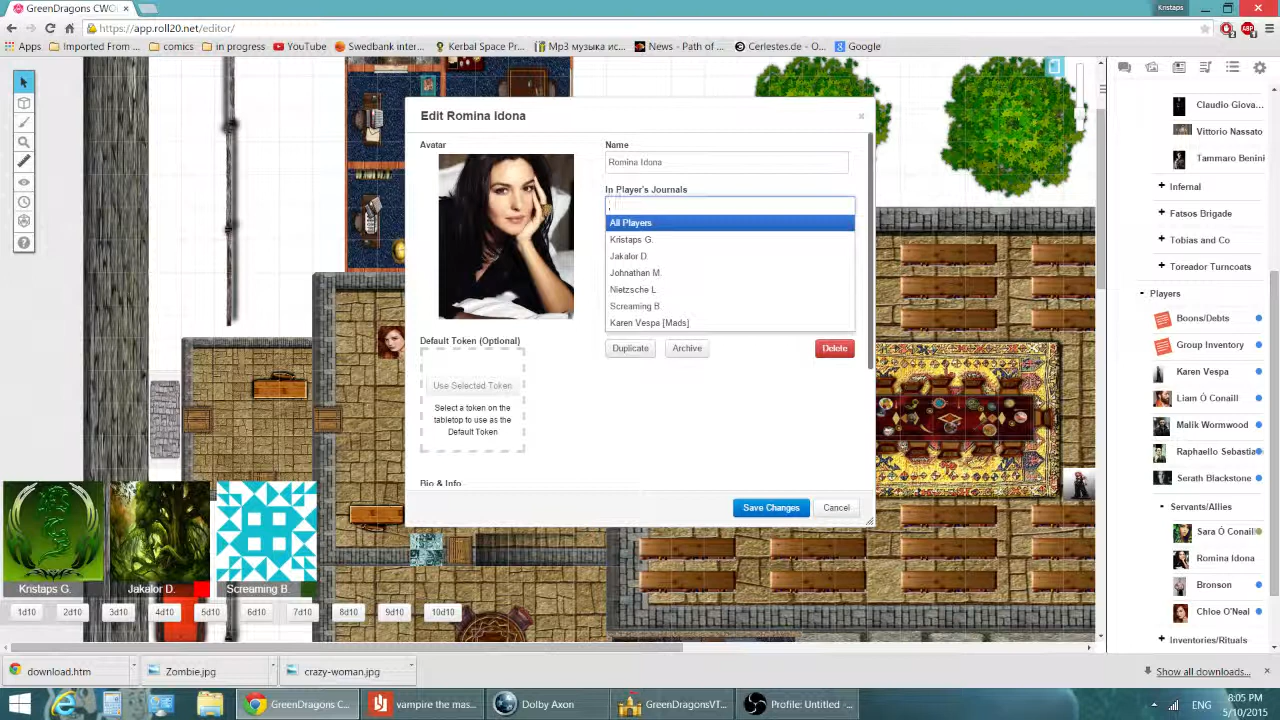 GreenDragons CWG
Kristaps
https://app.roll20.net/editor/
Apps
Imported From ...
comics
in progress
YouTube
Swedbank inter...
Kerbal Space Pr...
Mp3 музыка ис...
News - Path of ...
Cerlestes.de - O...
Google
Edit Romina Idona
Avatar
Name
Romina Idona
In Player's Journals
All Players
Kristaps G.
Jakalor D.
Johnathan M.
Nietzsche L.
Screaming B.
Karen Vespa [Mads]
Duplicate
Archive
Delete
Default Token (Optional)
Use Selected Token
Select a token on the
tabletop to use as the
Default Token
Bio & Info
Save Changes
Cancel
Claudio Giova...
Vittorio Nassato
Tammaro Benini
Infernal
Fatsos Brigade
Tobias and Co
Toreador Turncoats
Players
Boons/Debts
Group Inventory
Karen Vespa
Liam Ó Conaill
Malik Wormwood
Raphaello Sebastia
Serath Blackstone
Servants/Allies
Sara Ó Conaill
Romina Idona
Bronson
Chloe O'Neal
Inventories/Rituals
Kristaps G.
Jakalor D.
Screaming B.
1d10
2d10
3d10
4d10
5d10
6d10
7d10
8d10
9d10
10d10
download.htm
Zombie.jpg
crazy-woman.jpg
Show all downloads...
GreenDragons C...
vampire the mas...
Dolby Axon
GreenDragonsVT...
Profile: Untitled -...
ENG
8:05 PM
5/10/2015